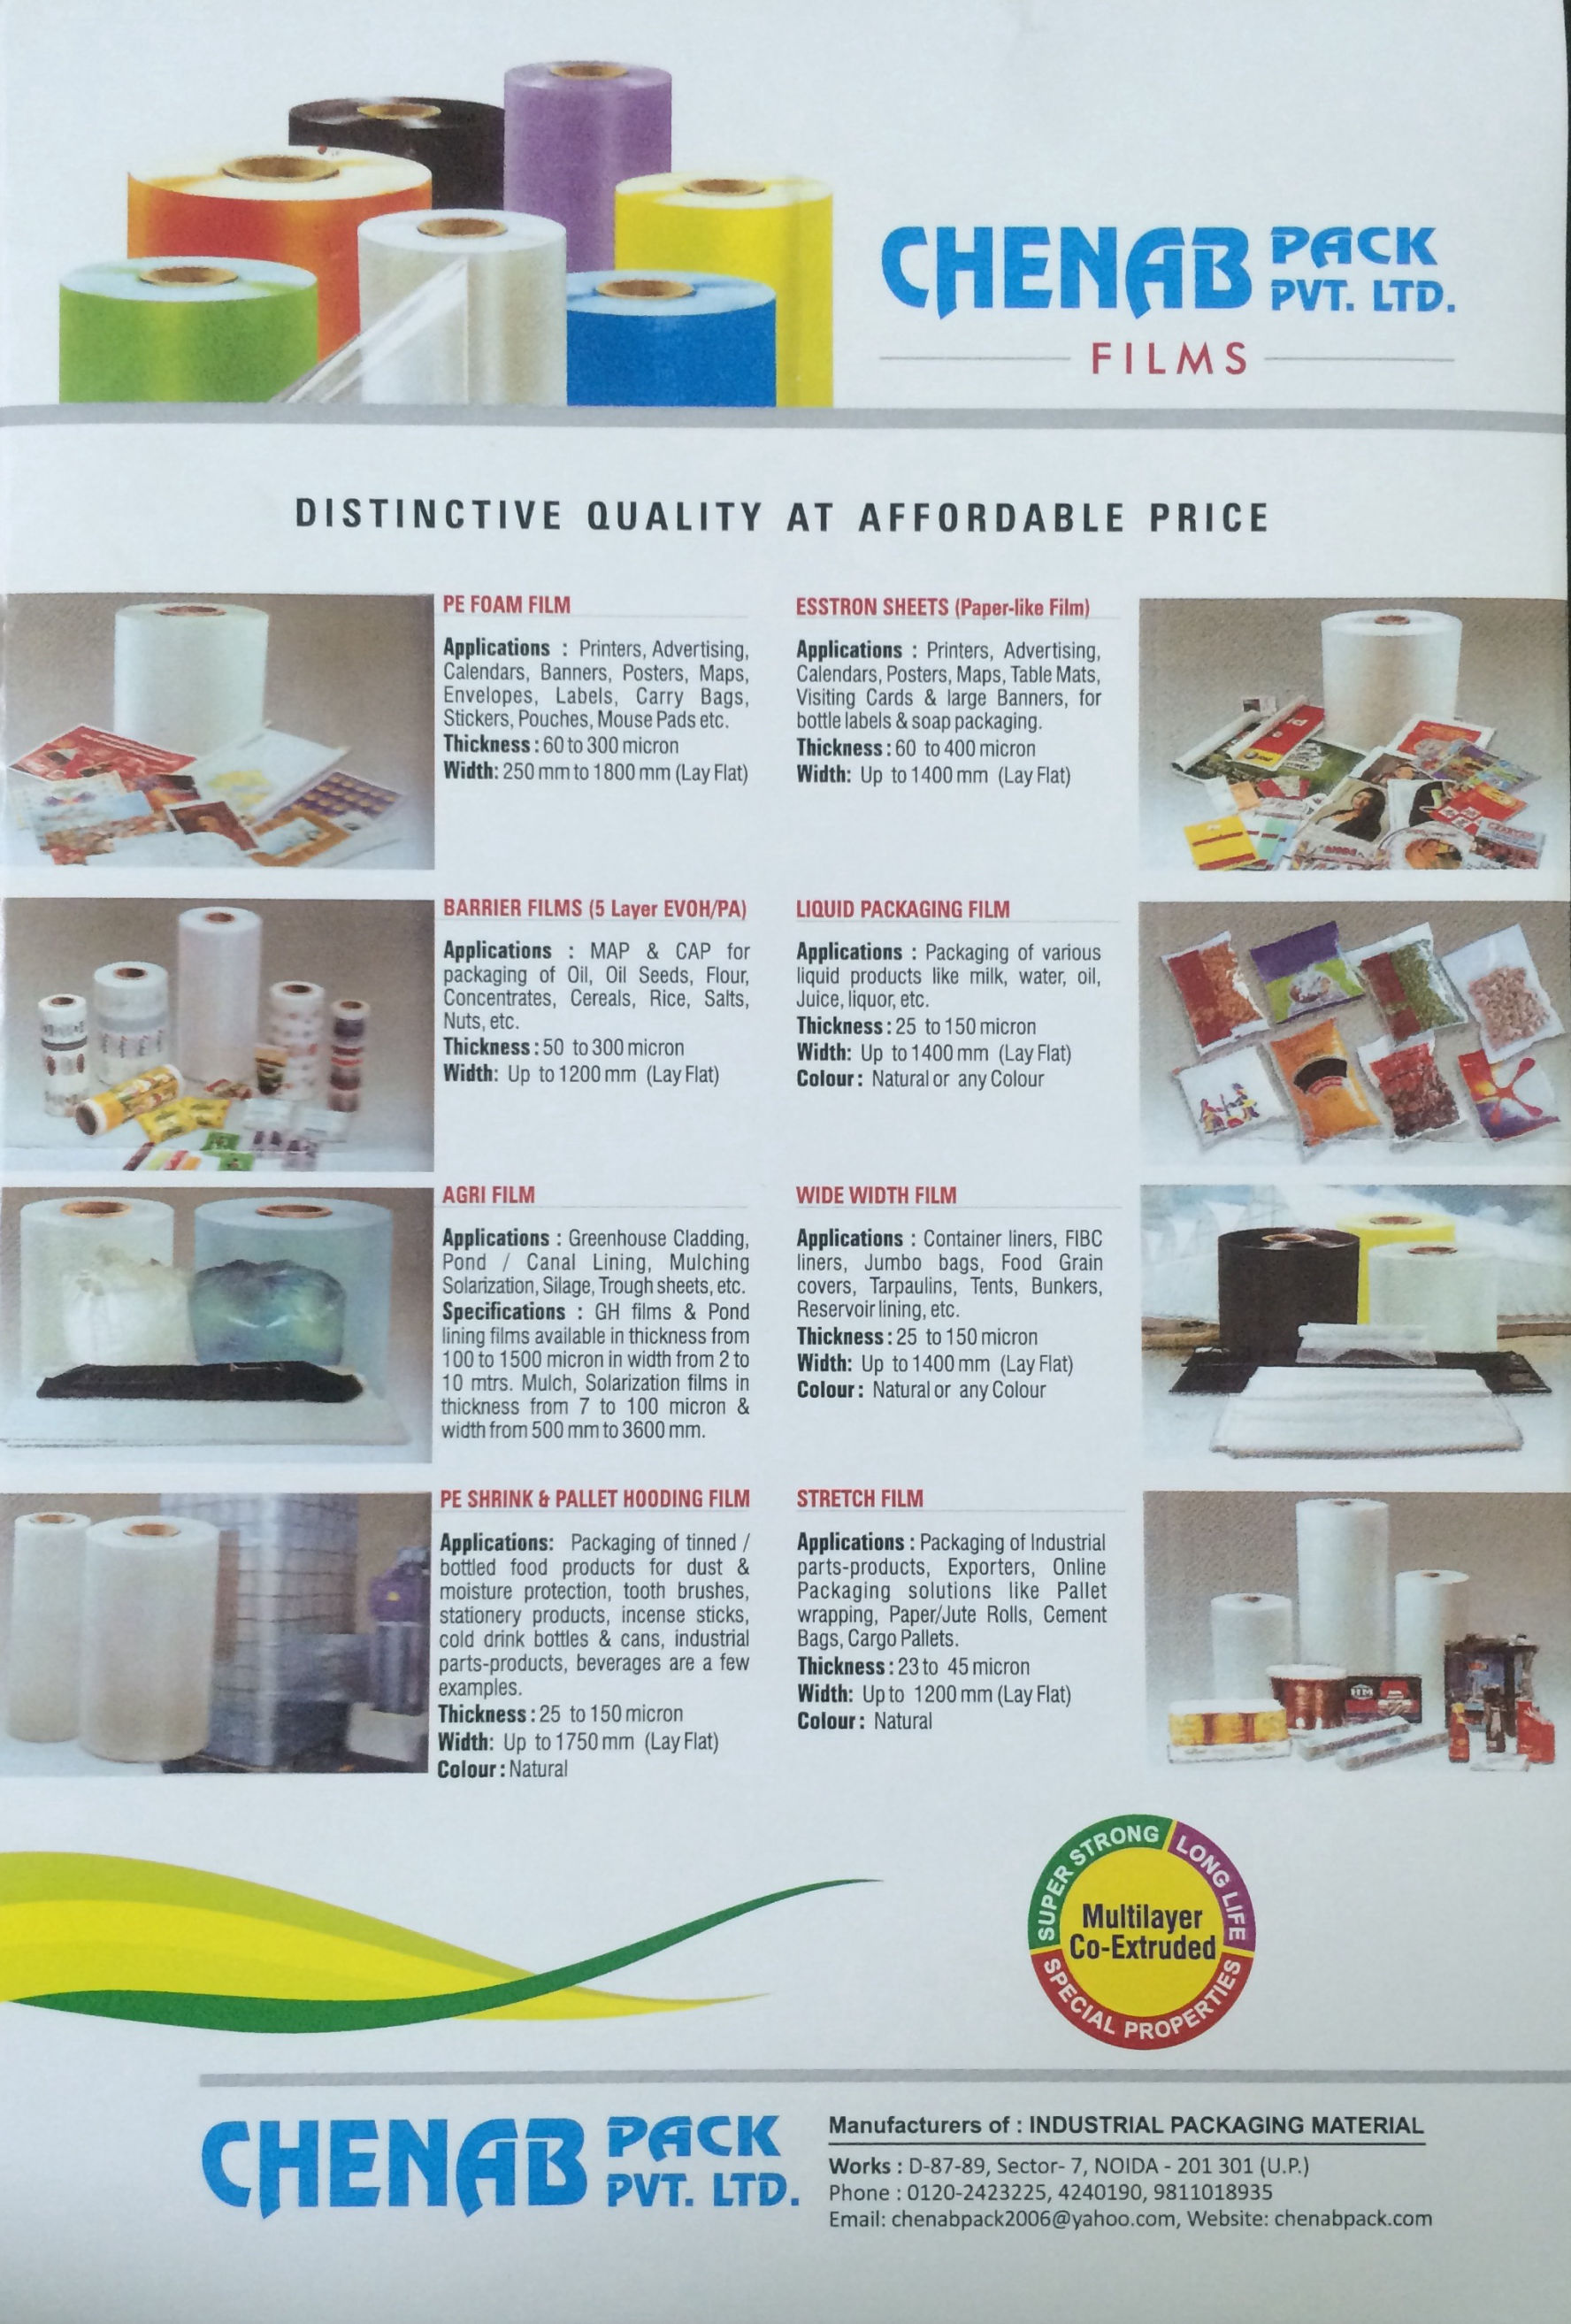 CHENAB PACK
PVT. LTD.
FILMS
DISTINCTIVE QUALITY AT AFFORDABLE PRICE
PE FOAM FILM
Applications : Printers, Advertising,
Calendars, Banners, Posters, Maps,
Envelopes, Labels, Carry Bags,
Stickers, Pouches, Mouse Pads etc.
Thickness : 60 to 300 micron
Width: 250 mm to 1800 mm (Lay Flat)
ESSTRON SHEETS (Paper-like Film)
Applications : Printers, Advertising,
Calendars, Posters, Maps, Table Mats,
Visiting Cards & large Banners, for
bottle labels & soap packaging.
Thickness : 60 to 400 micron
Width: Up to 1400 mm (Lay Flat)
BARRIER FILMS (5 Layer EVOH/PA)
Applications : MAP & CAP for
packaging of Oil, Oil Seeds, Flour,
Concentrates, Cereals, Rice, Salts,
Nuts, etc.
Thickness : 50 to 300 micron
Width: Up to 1200 mm (Lay Flat)
LIQUID PACKAGING FILM
Applications : Packaging of various
liquid products like milk, water, oil,
Juice, liquor, etc.
Thickness : 25 to 150 micron
Width: Up to 1400 mm (Lay Flat)
Colour : Natural or any Colour
AGRI FILM
Applications : Greenhouse Cladding,
Pond / Canal Lining, Mulching
Solarization, Silage, Trough sheets, etc.
Specifications : GH films & Pond
lining films available in thickness from
100 to 1500 micron in width from 2 to
10 mtrs. Mulch, Solarization films in
thickness from 7 to 100 micron &
width from 500 mm to 3600 mm.
WIDE WIDTH FILM
Applications : Container liners, FIBC
liners, Jumbo bags, Food Grain
covers, Tarpaulins, Tents, Bunkers,
Reservoir lining, etc.
Thickness : 25 to 150 micron
Width: Up to 1400 mm (Lay Flat)
Colour : Natural or any Colour
PE SHRINK & PALLET HOODING FILM
Applications: Packaging of tinned /
bottled food products for dust &
moisture protection, tooth brushes,
stationery products, incense sticks,
cold drink bottles & cans, industrial
parts-products, beverages are a few
examples.
Thickness : 25 to 150 micron
Width: Up to 1750 mm (Lay Flat)
Colour : Natural
STRETCH FILM
Applications : Packaging of Industrial
parts-products, Exporters, Online
Packaging solutions like Pallet
wrapping, Paper/Jute Rolls, Cement
Bags, Cargo Pallets.
Thickness : 23 to 45 micron
Width: Up to 1200 mm (Lay Flat)
Colour : Natural
SUPER STRONG
LONG LIFE
Multilayer
Co-Extruded
SPECIAL PROPERTIES
CHENAB PACK
PVT. LTD.
Manufacturers of : INDUSTRIAL PACKAGING MATERIAL
Works : D-87-89, Sector- 7, NOIDA - 201 301 (U.P.)
Phone : 0120-2423225, 4240190, 9811018935
Email: chenabpack2006@yahoo.com, Website: chenabpack.com